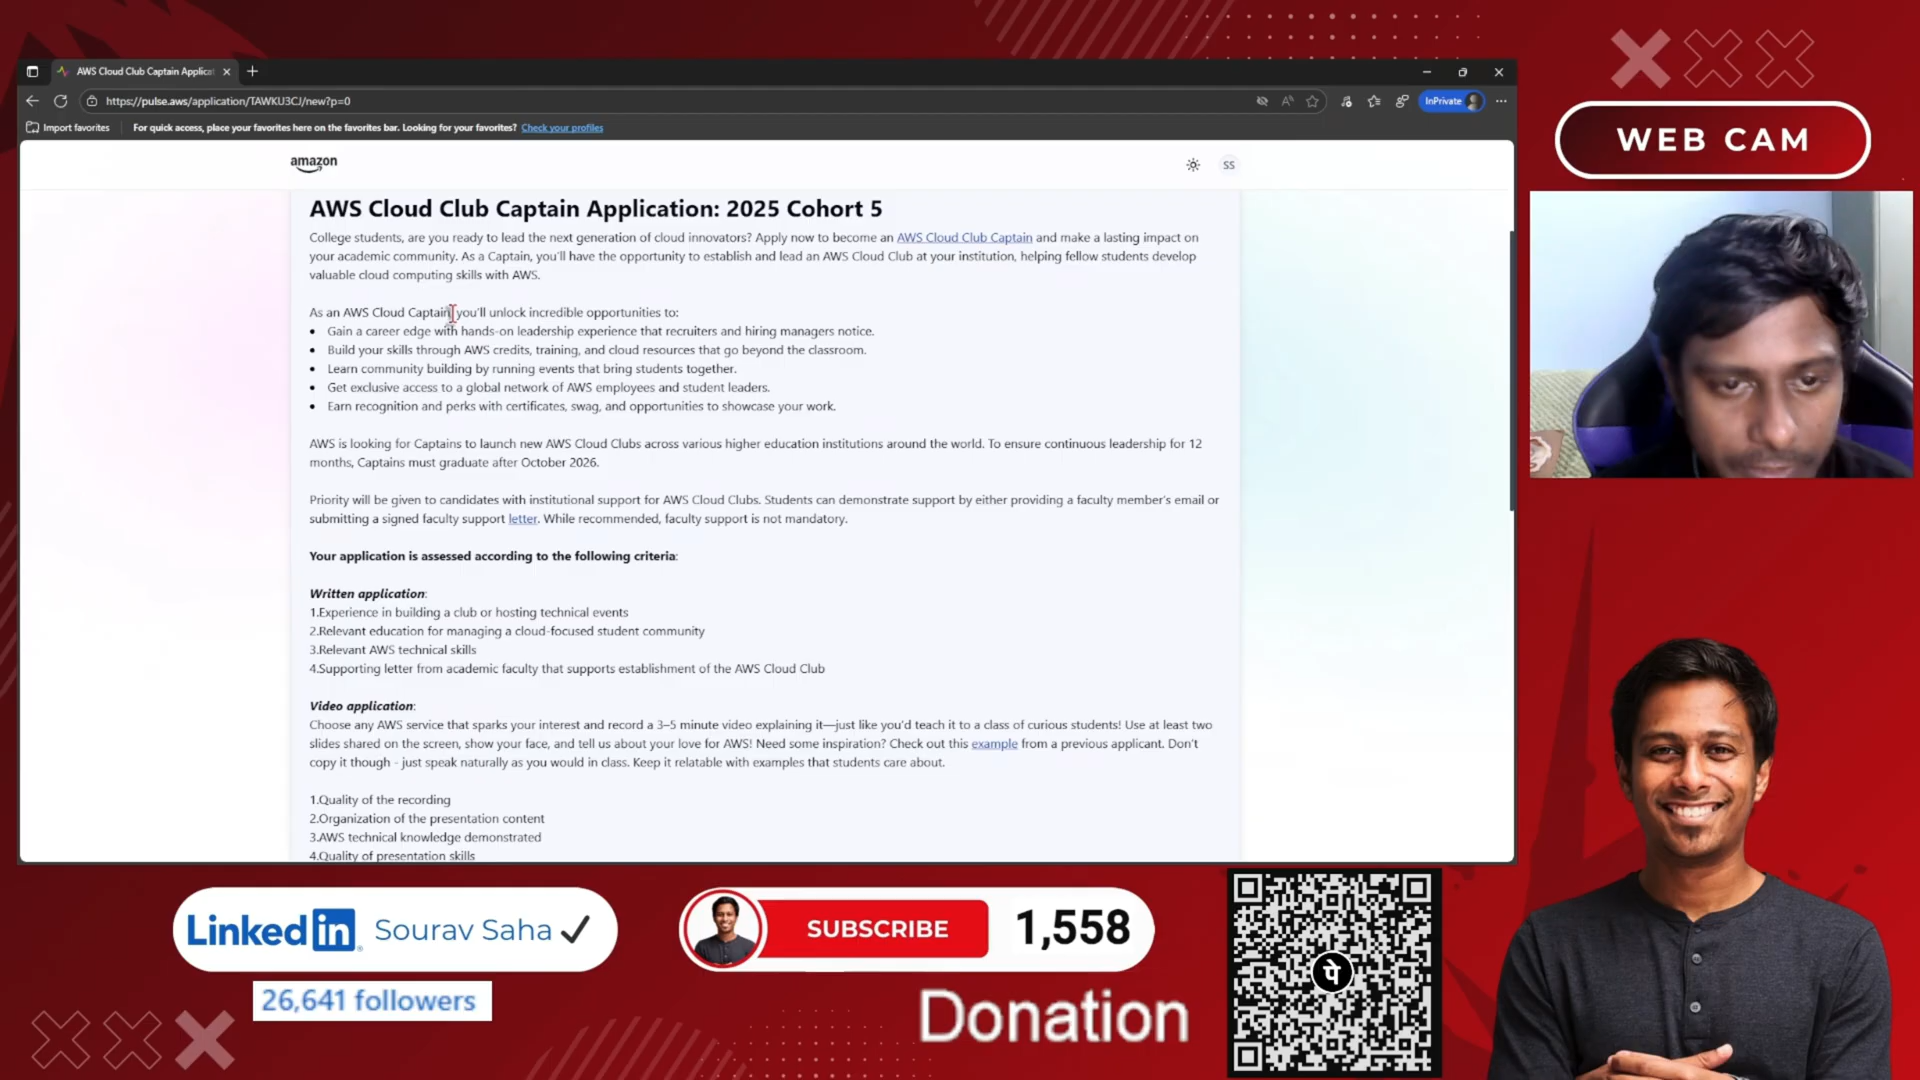 AWS Cloud Club Captain Applicat
https://pulse.aws/application/TAWKU3CJ/new?p=0
InPrivate
Import favorites
For quick access, place your favorites here on the favorites bar. Looking for your favorites? Check your profiles
amazon
SS
AWS Cloud Club Captain Application: 2025 Cohort 5
College students, are you ready to lead the next generation of cloud innovators? Apply now to become an AWS Cloud Club Captain and make a lasting impact on
your academic community. As a Captain, you'll have the opportunity to establish and lead an AWS Cloud Club at your institution, helping fellow students develop
valuable cloud computing skills with AWS.
As an AWS Cloud Captain, you'll unlock incredible opportunities to:
• Gain a career edge with hands-on leadership experience that recruiters and hiring managers notice.
• Build your skills through AWS credits, training, and cloud resources that go beyond the classroom.
• Learn community building by running events that bring students together.
• Get exclusive access to a global network of AWS employees and student leaders.
• Earn recognition and perks with certificates, swag, and opportunities to showcase your work.
AWS is looking for Captains to launch new AWS Cloud Clubs across various higher education institutions around the world. To ensure continuous leadership for 12
months, Captains must graduate after October 2026.
Priority will be given to candidates with institutional support for AWS Cloud Clubs. Students can demonstrate support by either providing a faculty member's email or
submitting a signed faculty support letter. While recommended, faculty support is not mandatory.
Your application is assessed according to the following criteria:
Written application:
1.Experience in building a club or hosting technical events
2.Relevant education for managing a cloud-focused student community
3.Relevant AWS technical skills
4.Supporting letter from academic faculty that supports establishment of the AWS Cloud Club
Video application:
Choose any AWS service that sparks your interest and record a 3–5 minute video explaining it—just like you'd teach it to a class of curious students! Use at least two
slides shared on the screen, show your face, and tell us about your love for AWS! Need some inspiration? Check out this example from a previous applicant. Don't
copy it though - just speak naturally as you would in class. Keep it relatable with examples that students care about.
1.Quality of the recording
2.Organization of the presentation content
3.AWS technical knowledge demonstrated
4.Quality of presentation skills
WEB CAM
Linkedin Sourav Saha
26,641 followers
SUBSCRIBE
1,558
Donation
पे